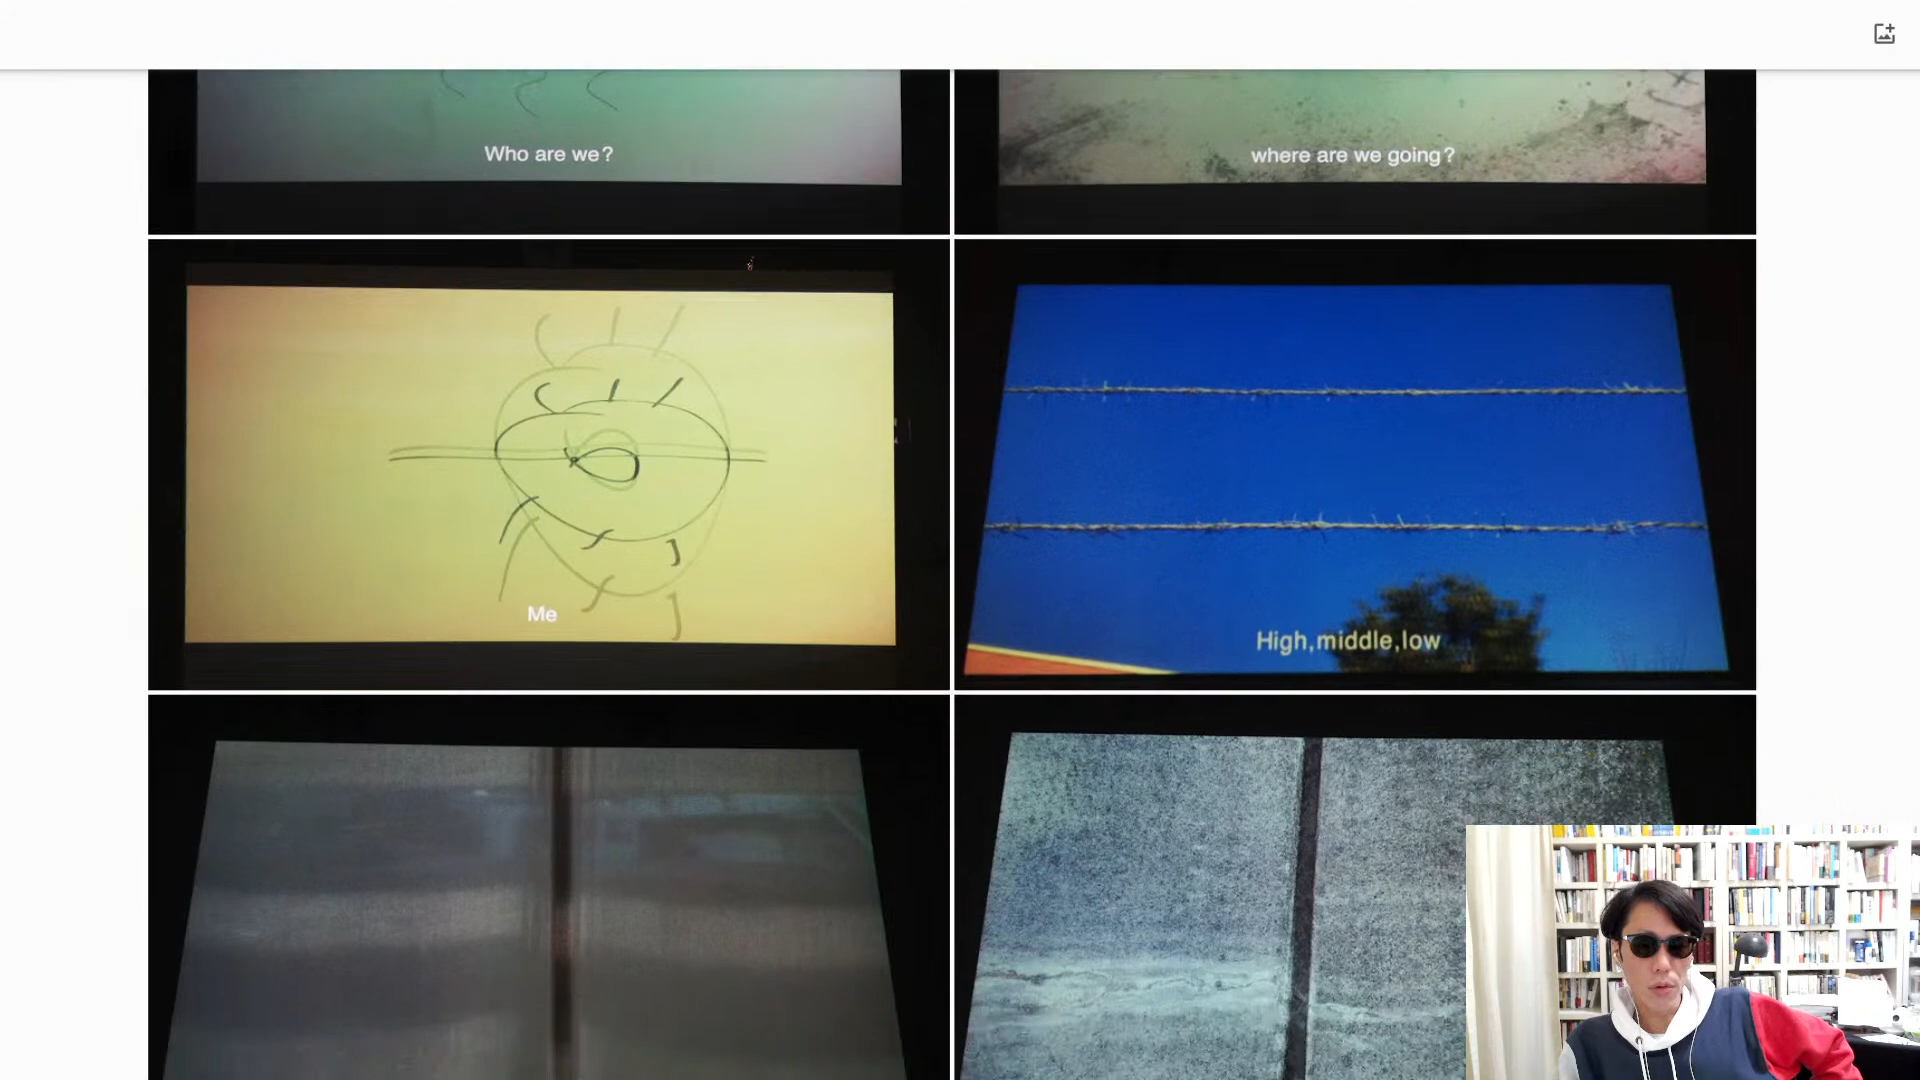 Who are we?
where are we going?
Me
High,middle,low